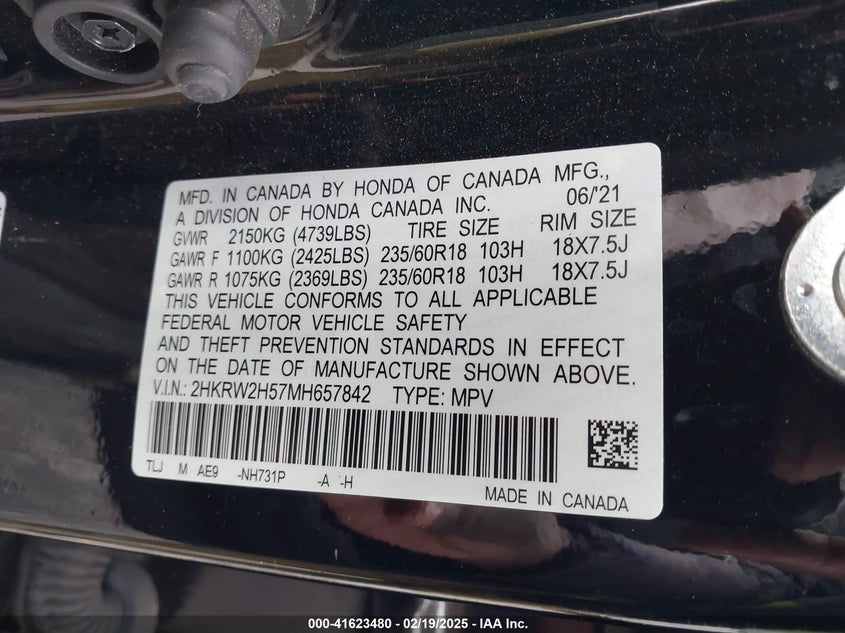 MFD. IN CANADA BY HONDA OF CANADA MFG.,
A DIVISION OF HONDA CANADA INC. 06/'21
GVWR 2150KG (4739LBS) TIRE SIZE RIM SIZE
GAWR F 1100KG (2425LBS) 235/60R18 103H 18X7.5J
GAWR R 1075KG (2369LBS) 235/60R18 103H 18X7.5J
THIS VEHICLE CONFORMS TO ALL APPLICABLE
FEDERAL MOTOR VEHICLE SAFETY
AND THEFT PREVENTION STANDARDS IN EFFECT
ON THE DATE OF MANUFACTURE SHOWN ABOVE.
V.I.N.: 2HKRW2H57MH657842 TYPE: MPV
TLJ M AE9 -NH731P -A -H
MADE IN CANADA
000-41623480 - 02/19/2025 - IAA Inc.